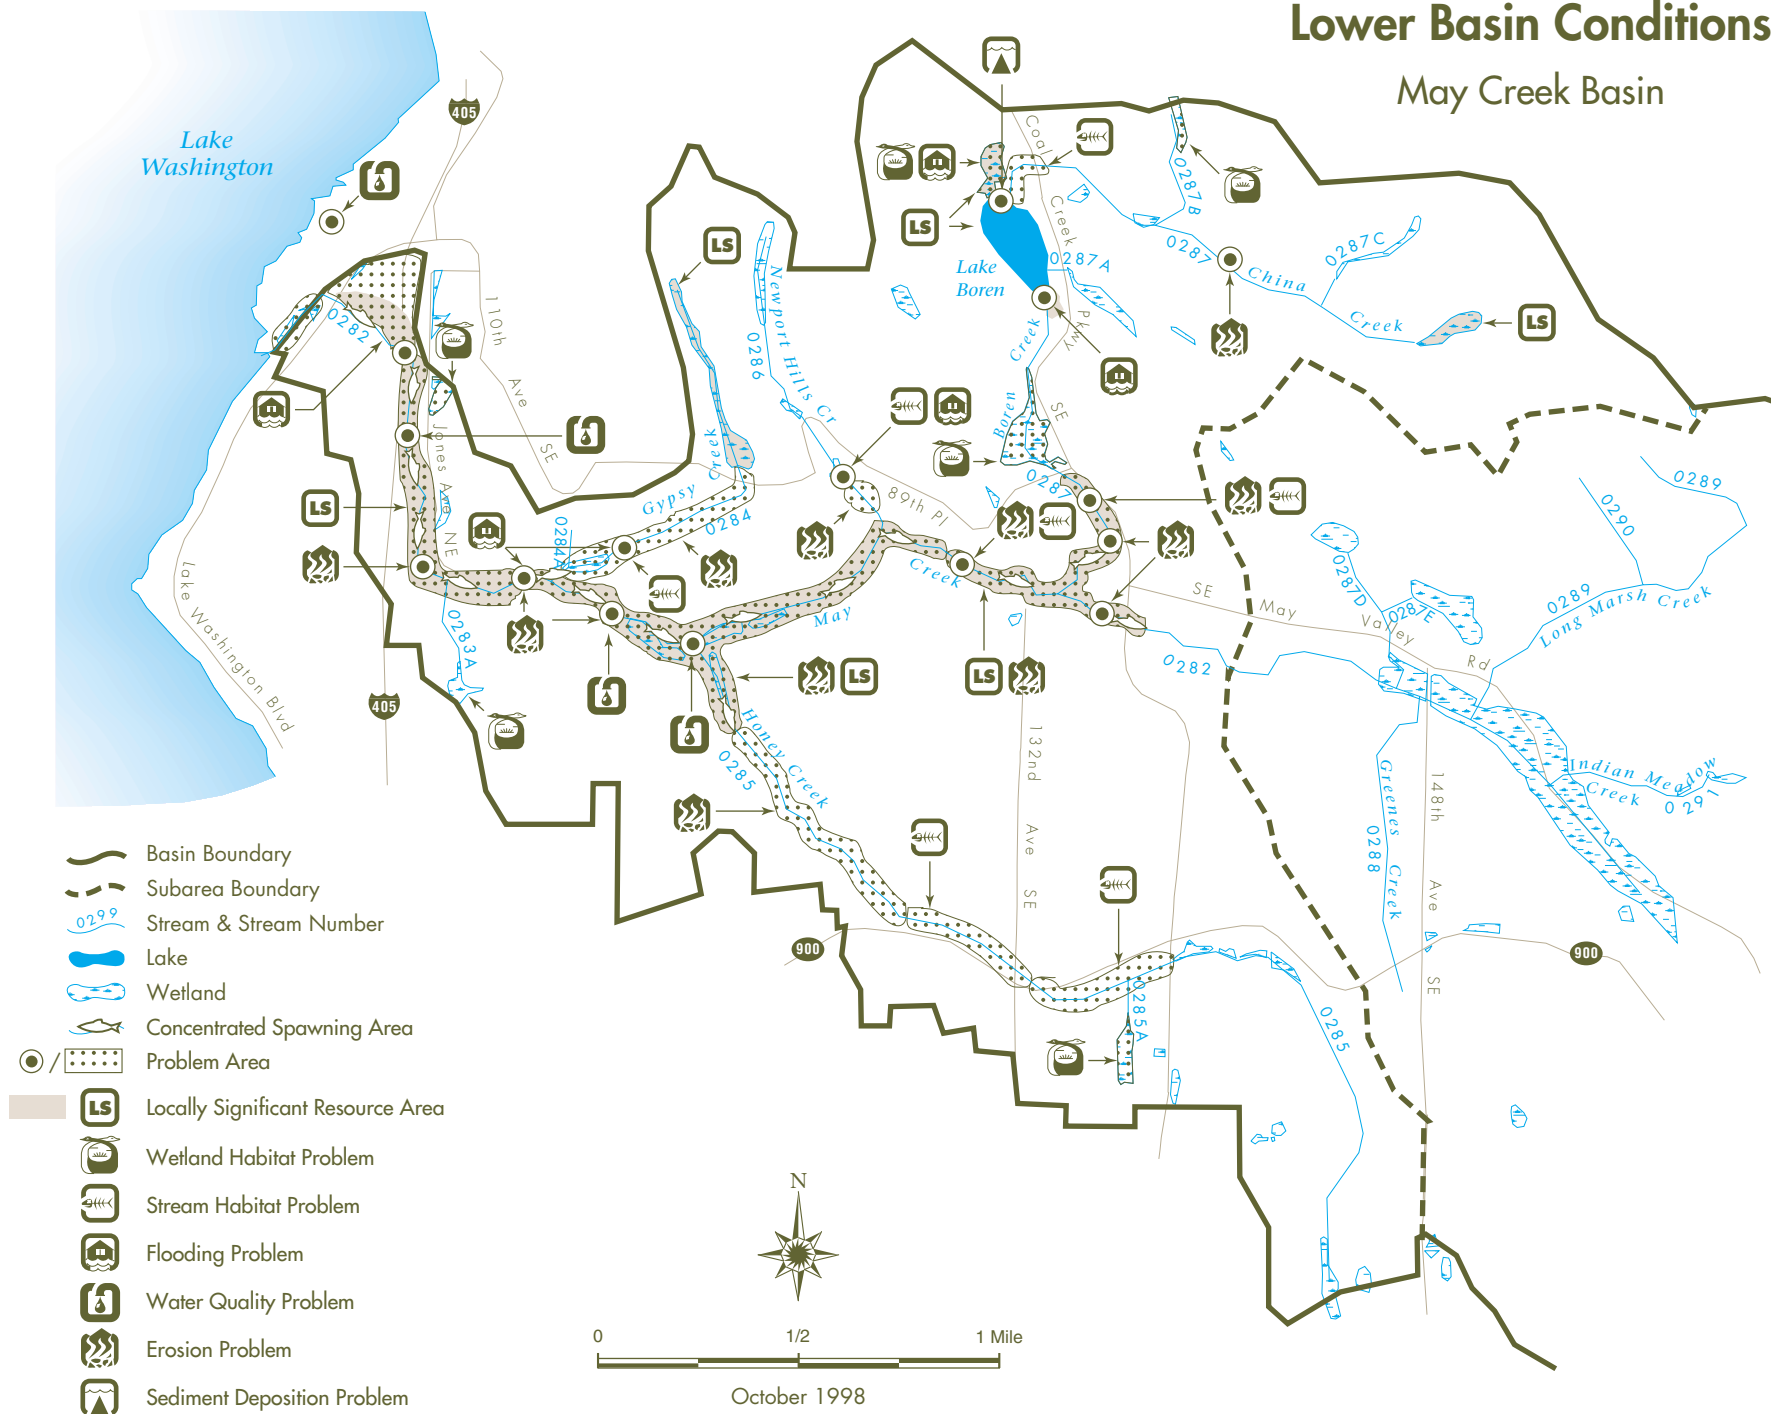 Lower Basin Conditions
May Creek Basin
Lake
Washington
405
Coal
Creek
Pkwy
SE
LS
LS
LS
0287B
0287
China
Creek
0287C
0287A
Lake
Boren
Boren
Creek
0287
Newport Hills Cr
0286
110th
Ave
SE
0282
Jones Ave NE
LS
Gypsy
Creek
0284
0284A
89th Pl
May
Creek
SE
May
Valley
Rd
0287D
0287E
0290
0289
0289
Long Marsh Creek
0282
0283A
Lake Washington Blvd
405
LS
LS
Honey Creek
0285
132nd
Ave
SE
Greenes
Creek
0288
148th
Ave
SE
Indian Meadow
Creek
0291
900
900
0285A
0285
Basin Boundary
Subarea Boundary
0299
Stream & Stream Number
Lake
Wetland
Concentrated Spawning Area
/
Problem Area
LS
Locally Significant Resource Area
Wetland Habitat Problem
Stream Habitat Problem
Flooding Problem
Water Quality Problem
Erosion Problem
Sediment Deposition Problem
N
0 1/2 1 Mile
October 1998